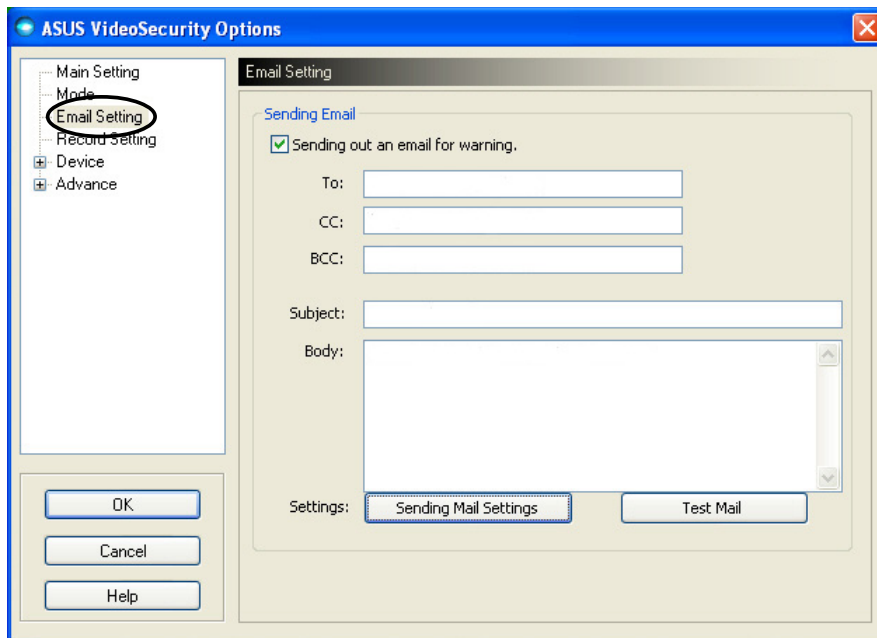 ASUS VideoSecurity Options
Main Setting
Mode
Email Setting
Record Setting
Device
Advance
OK
Cancel
Help
Email Setting
Sending Email
Sending out an email for warning.
To:
CC:
BCC:
Subject:
Body:
Settings: Sending Mail Settings Test Mail